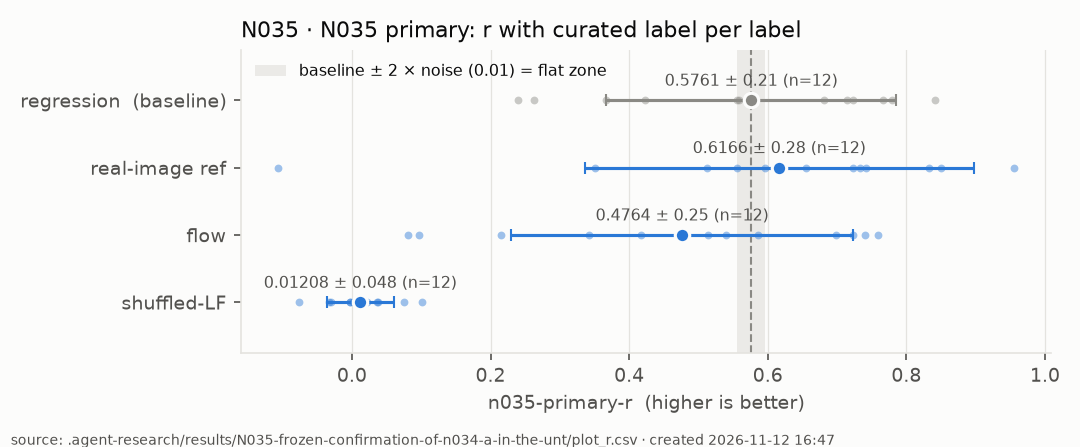 N035 · N035 primary: r with curated label per label
baseline ± 2 × noise (0.01) = flat zone
0.5761 ± 0.21 (n=12)
regression  (baseline)
0.6166 ± 0.28 (n=12)
real-image ref
0.4764 ± 0.25 (n=12)
flow
0.01208 ± 0.048 (n=12)
shuffled-LF
0.0 0.2 0.4 0.6 0.8 1.0
n035-primary-r  (higher is better)
source: .agent-research/results/N035-frozen-confirmation-of-n034-a-in-the-unt/plot_r.csv · created 2026-11-12 16:47